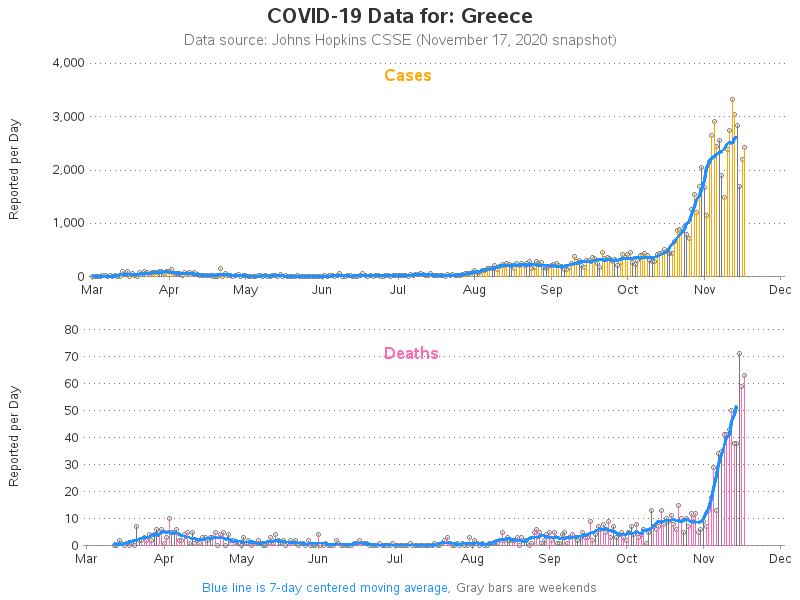 COVID-19 Data for: Greece
Data source: Johns Hopkins CSSE (November 17, 2020 snapshot)
Cases
Reported per Day
4,000
3,000
2,000
1,000
0
Mar Apr May Jun Jul Aug Sep Oct Nov Dec
Deaths
Reported per Day
80
70
60
50
40
30
20
10
0
Mar Apr May Jun Jul Aug Sep Oct Nov Dec
Blue line is 7-day centered moving average, Gray bars are weekends